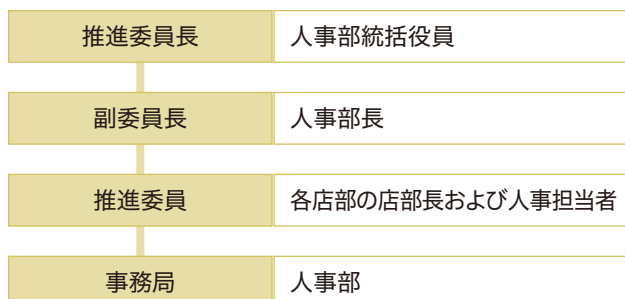 推進委員長 人事部統括役員
副委員長 人事部長
推進委員 各店部の店部長および人事担当者
事務局 人事部